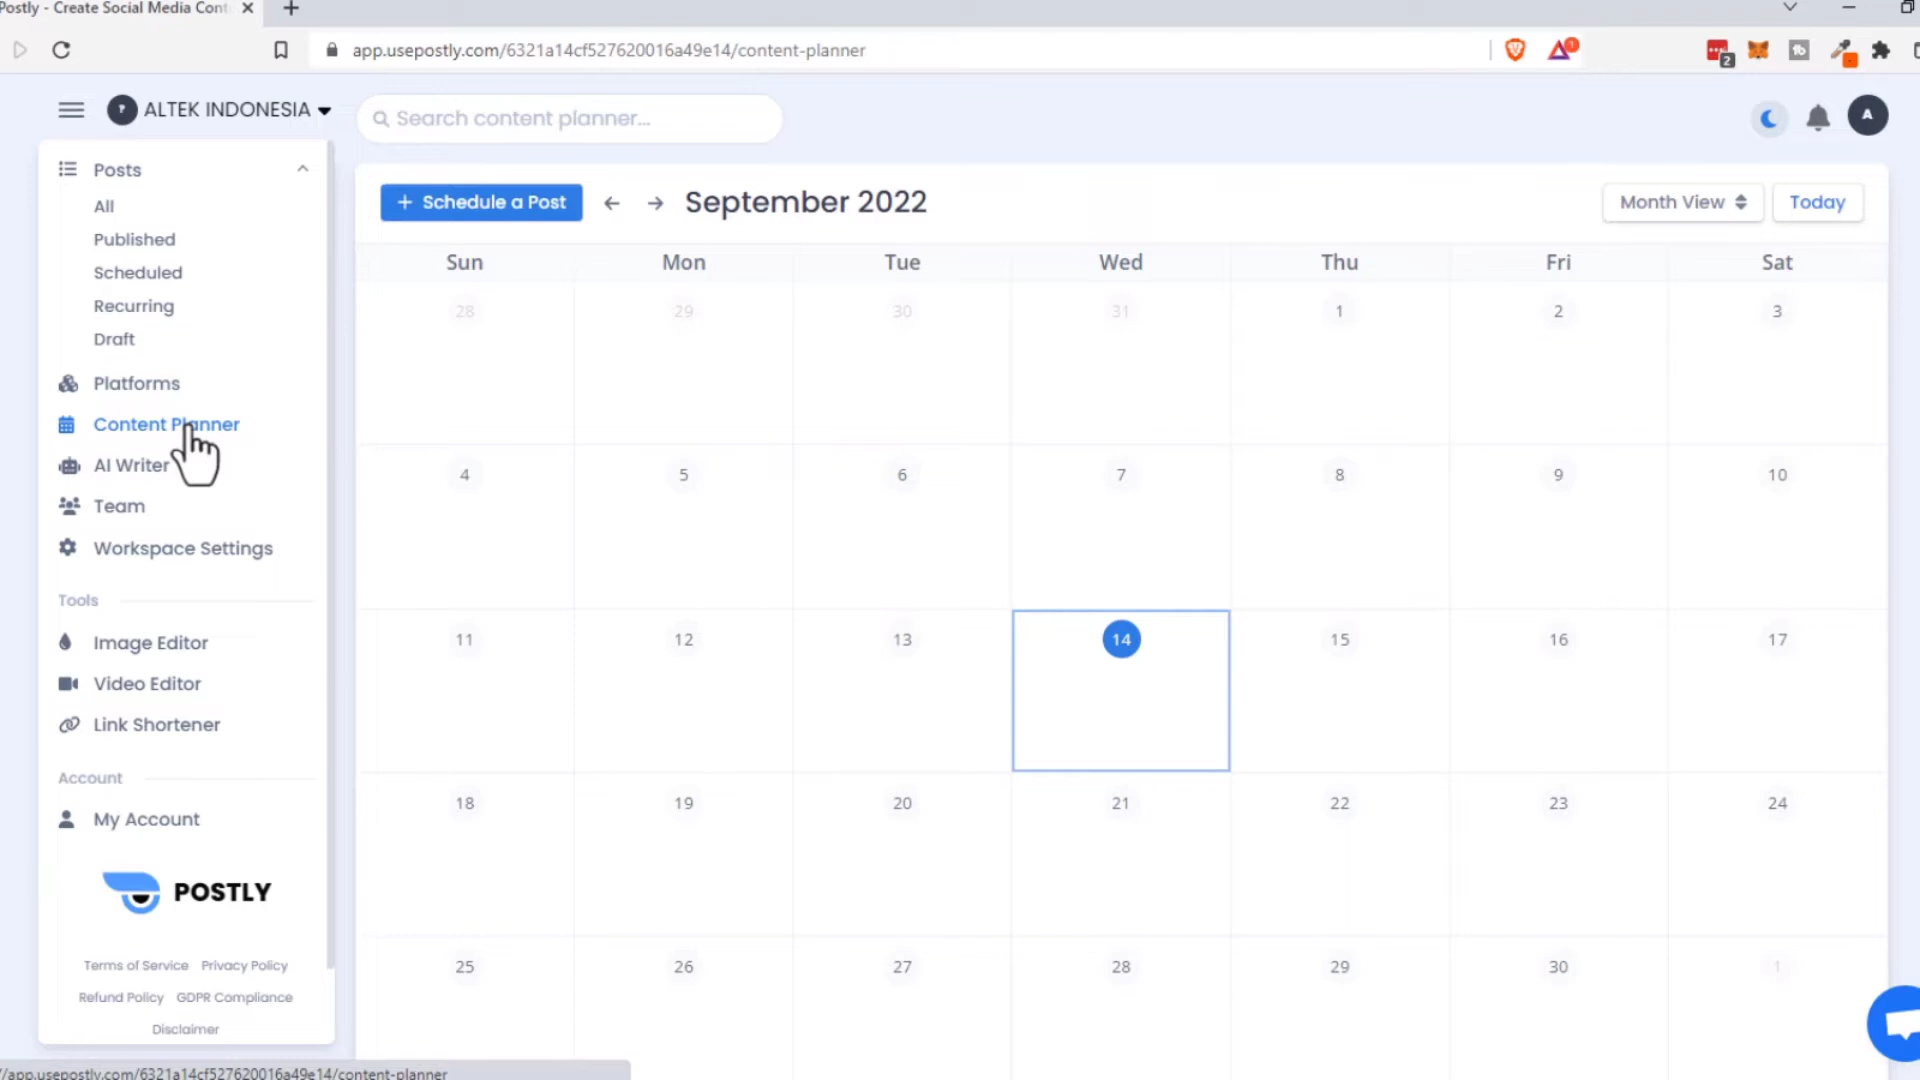 Postly - Create Social Media Cont
app.usepostly.com/6321a14cf527620016a49e14/content-planner
1
2
ALTEK INDONESIA
Search content planner...
A
Posts
All
Published
Scheduled
Recurring
Draft
Platforms
Content Planner
AI Writer
Team
Workspace Settings
Tools
Image Editor
Video Editor
Link Shortener
Account
My Account
POSTLY
Terms of Service Privacy Policy
Refund Policy GDPR Compliance
Disclaimer
+ Schedule a Post ← → September 2022 Month View Today
Sun Mon Tue Wed Thu Fri Sat
28 29 30 31 1 2 3
4 5 6 7 8 9 10
11 12 13 14 15 16 17
18 19 20 21 22 23 24
25 26 27 28 29 30 1
//app.usepostly.com/6321a14cf527620016a49e14/content-planner